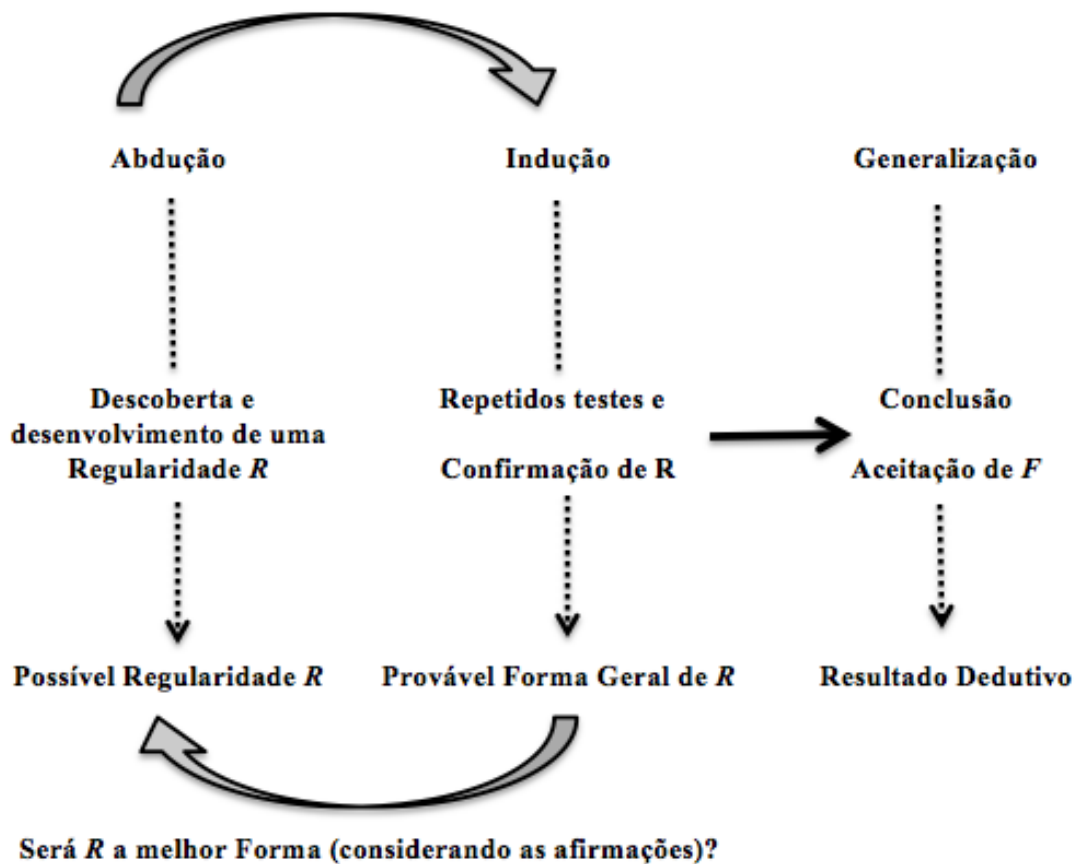 Abdução
Indução
Generalização
Descoberta e
desenvolvimento de uma
Regularidade R
Repetidos testes e
Confirmação de R
Conclusão
Aceitação de F
Possível Regularidade R
Provável Forma Geral de R
Resultado Dedutivo
Será R a melhor Forma (considerando as afirmações)?